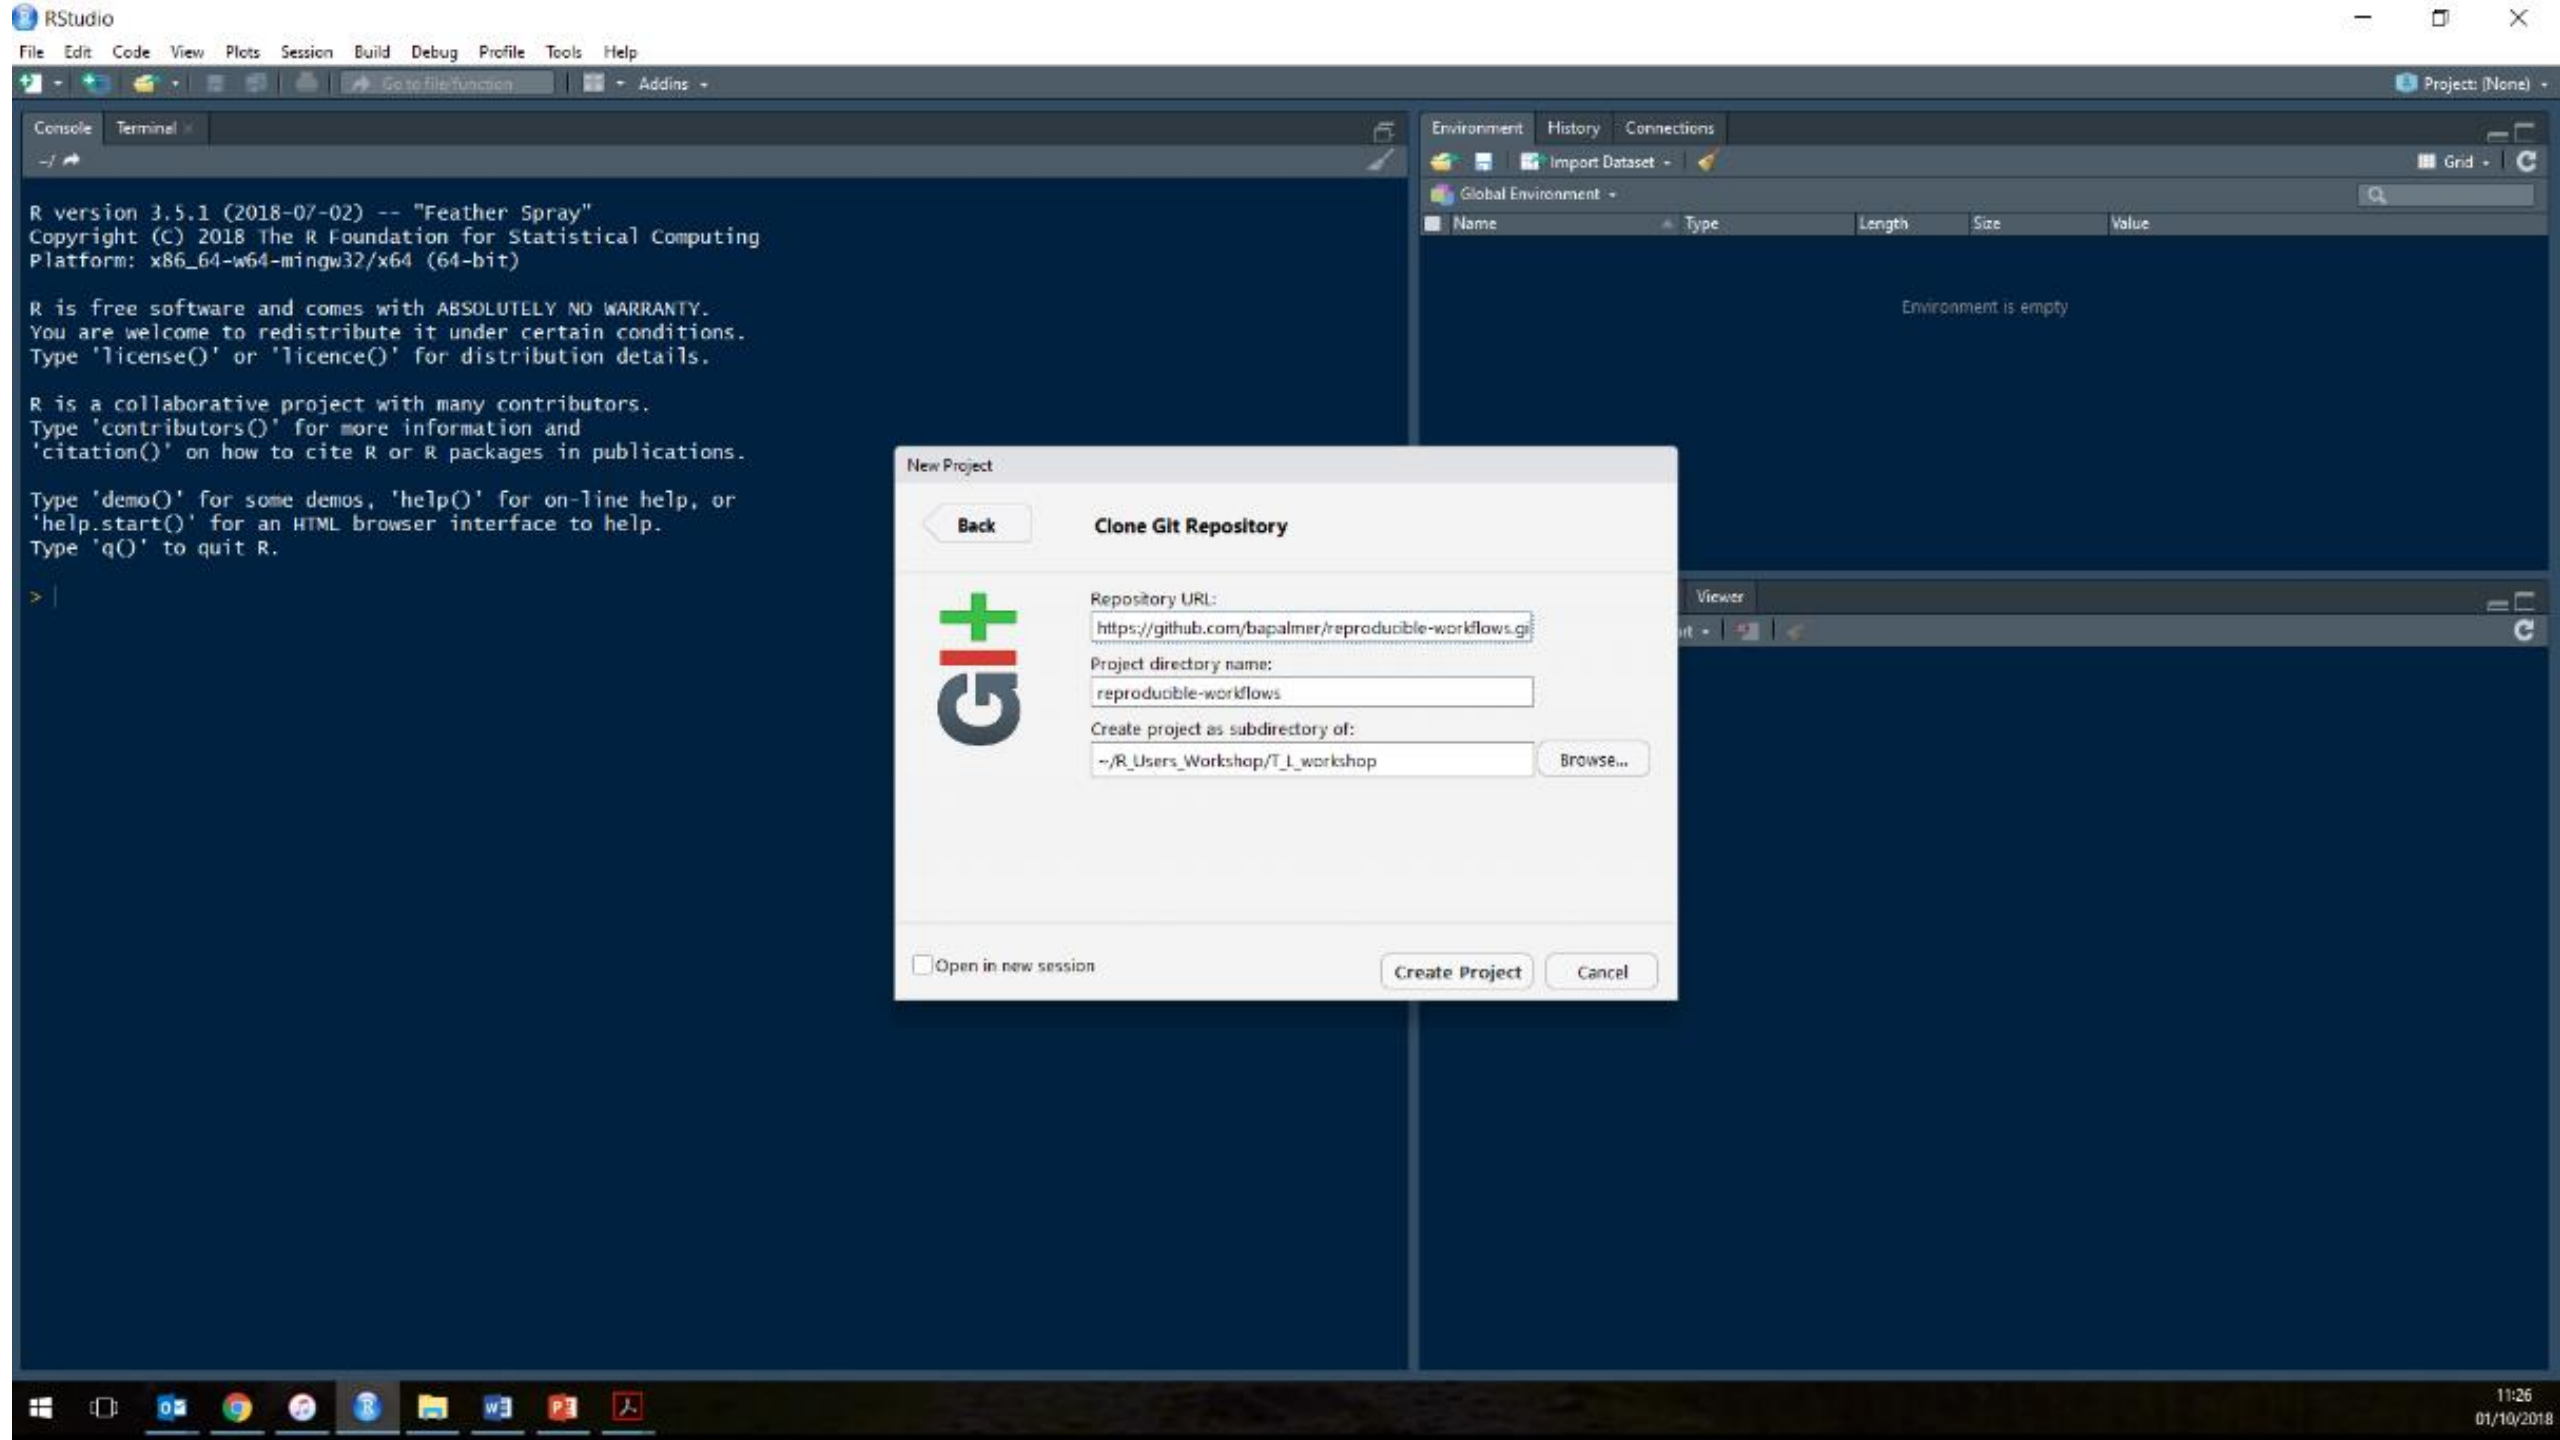 RStudio
File Edit Code View Plots Session Build Debug Profile Tools Help
Go to file/function Addins Project: (None)
Console Terminal
~/
R version 3.5.1 (2018-07-02) -- "Feather Spray"
Copyright (C) 2018 The R Foundation for Statistical Computing
Platform: x86_64-w64-mingw32/x64 (64-bit)
R is free software and comes with ABSOLUTELY NO WARRANTY.
You are welcome to redistribute it under certain conditions.
Type 'license()' or 'licence()' for distribution details.
R is a collaborative project with many contributors.
Type 'contributors()' for more information and
'citation()' on how to cite R or R packages in publications.
Type 'demo()' for some demos, 'help()' for on-line help, or
'help.start()' for an HTML browser interface to help.
Type 'q()' to quit R.
>
Environment History Connections
Import Dataset Grid
Global Environment
Name Type Length Size Value
Environment is empty
Viewer
rt
New Project
Back Clone Git Repository
Git
Repository URL:
https://github.com/bapalmer/reproducible-workflows.gi
Project directory name:
reproducible-workflows
Create project as subdirectory of:
~/R_Users_Workshop/T_L_workshop Browse...
Open in new session Create Project Cancel
11:26
01/10/2018